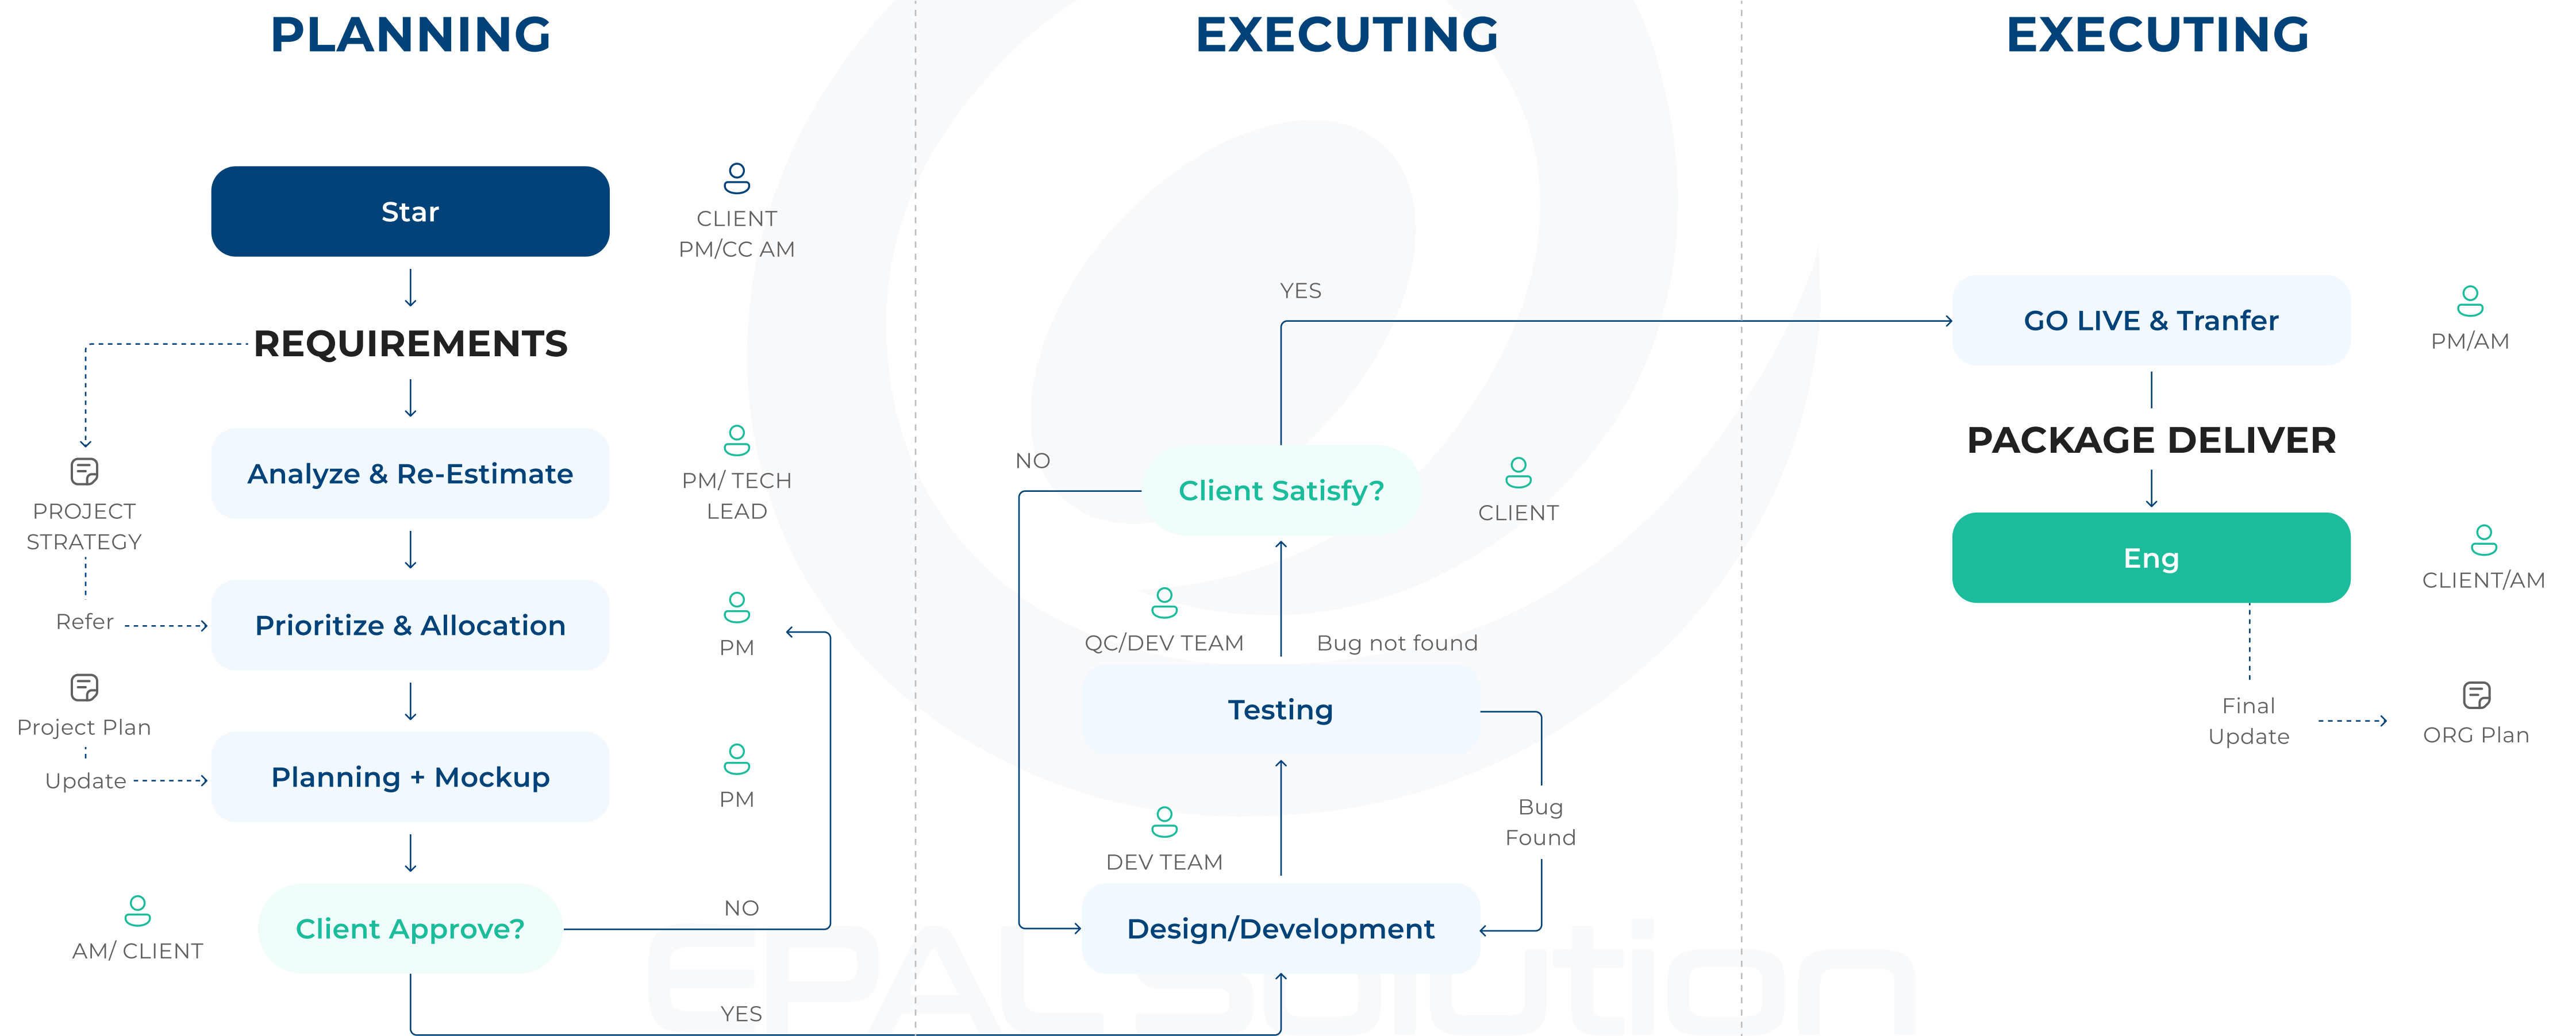 PLANNING
Star
CLIENT
PM/CC AM
REQUIREMENTS
Analyze & Re-Estimate
PM/ TECH
LEAD
PROJECT
STRATEGY
Refer
Prioritize & Allocation
PM
Project Plan
Update
Planning + Mockup
PM
AM/ CLIENT
Client Approve?
NO
YES
EXECUTING
YES
NO
Client Satisfy?
CLIENT
QC/DEV TEAM
Bug not found
Testing
Bug
Found
DEV TEAM
Design/Development
EPAL Solution
EXECUTING
GO LIVE & Tranfer
PM/AM
PACKAGE DELIVER
Eng
CLIENT/AM
Final
Update
ORG Plan